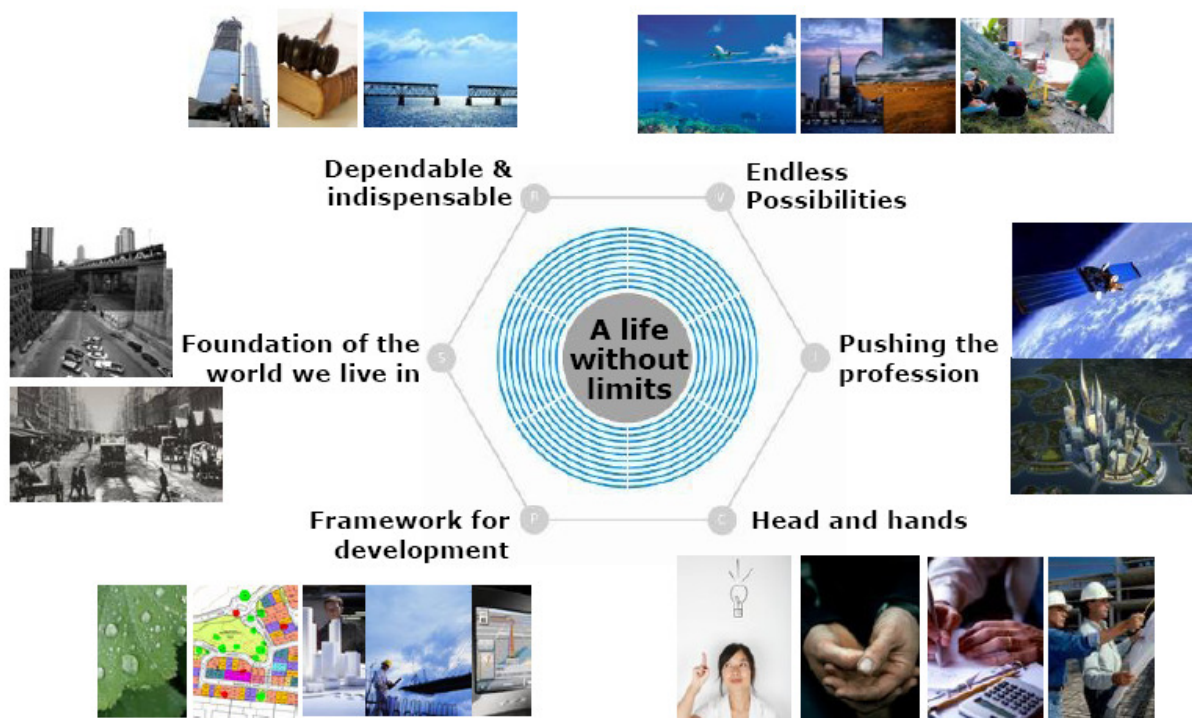 Dependable &
indispensable
R
V
Endless
Possibilities
Foundation of the
world we live in
S
A life
without
limits
J
Pushing the
profession
Framework for
development
P
C
Head and hands